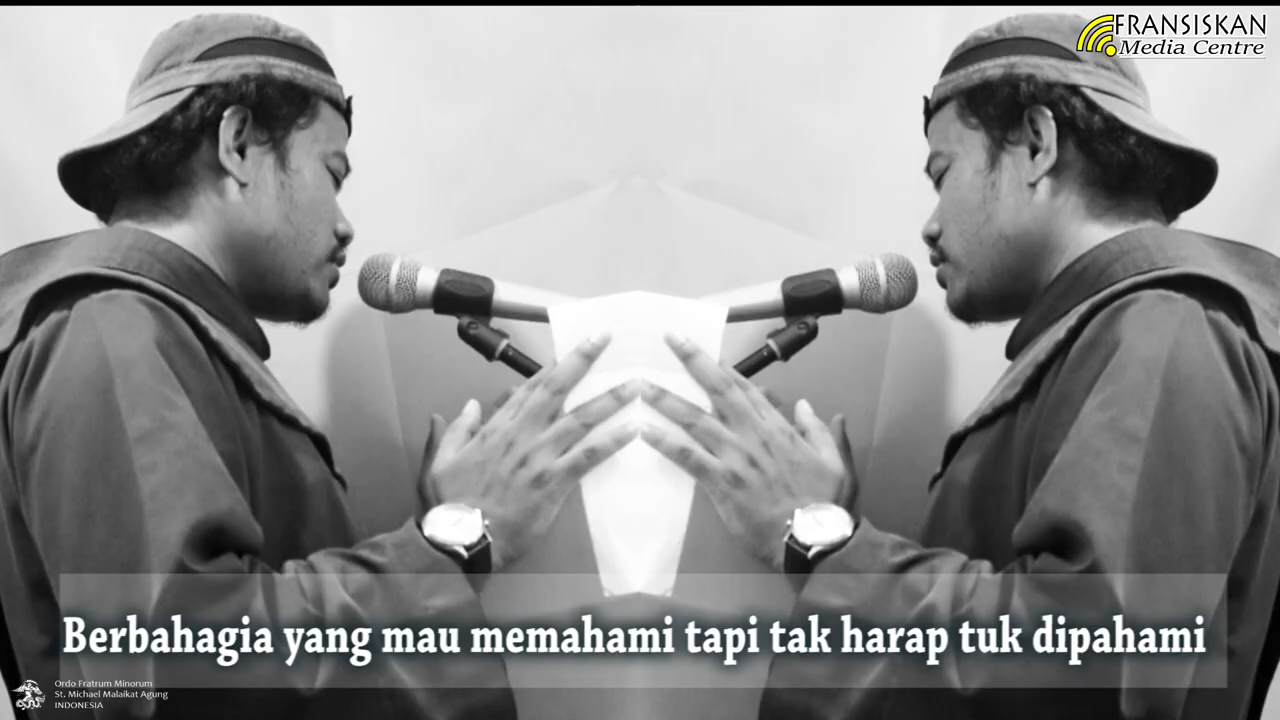 FRANSISKAN
Media Centre
Berbahagia yang mau memahami tapi tak harap tuk dipahami
Ordo Fratrum Minorum
St. Michael Malaikat Agung
INDONESIA